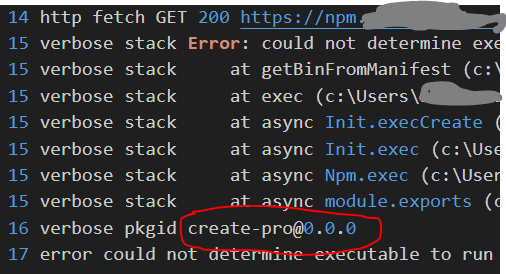 14 http fetch GET 200 https://npm.
15 verbose stack Error: could not determine exe
15 verbose stack     at getBinFromManifest (c:\
15 verbose stack     at exec (c:\Users\
15 verbose stack     at async Init.execCreate (
15 verbose stack     at async Init.exec (c:\Use
15 verbose stack     at async Npm.exec (c:\User
15 verbose stack     at async module.exports (c
16 verbose pkgid create-pro@0.0.0
17 error could not determine executable to run